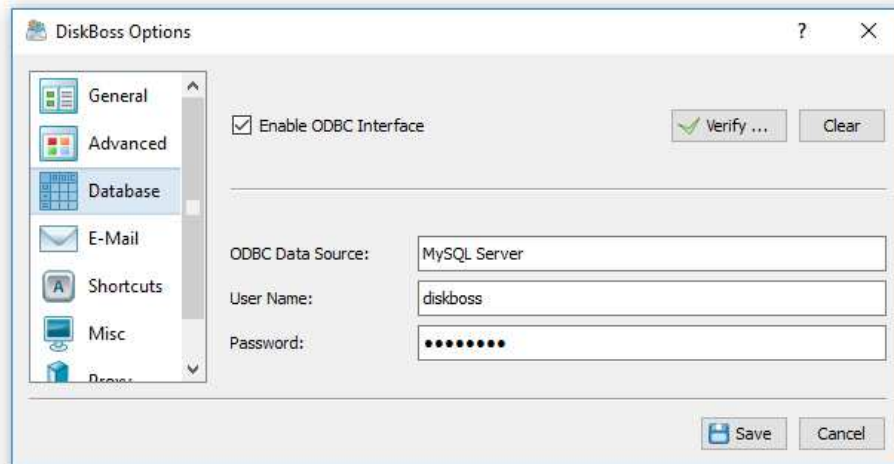 DiskBoss Options
?
General
Advanced
Database
E-Mail
Shortcuts
Misc
Proxy
Enable ODBC Interface
Verify ...
Clear
ODBC Data Source:
MySQL Server
User Name:
diskboss
Password:
••••••••
Save
Cancel